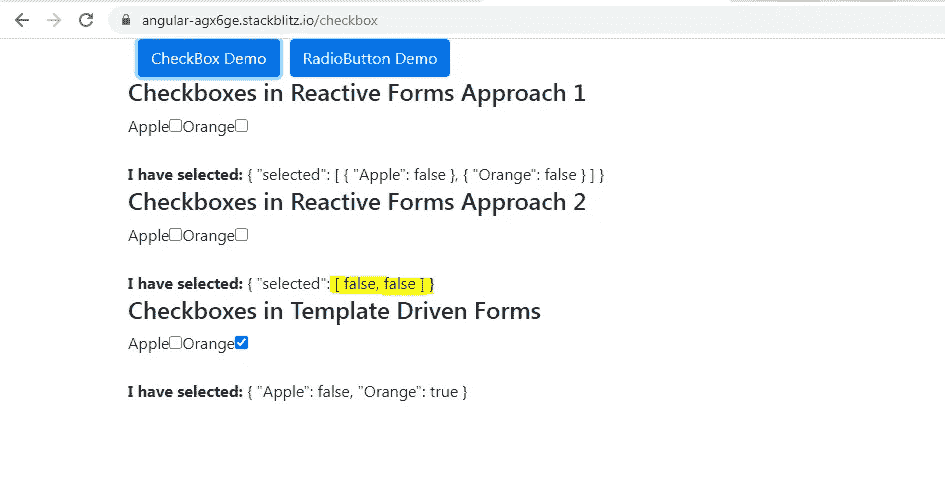 angular-agx6ge.stackblitz.io/checkbox
CheckBox Demo RadioButton Demo
Checkboxes in Reactive Forms Approach 1
Apple Orange
I have selected: { "selected": [ { "Apple": false }, { "Orange": false } ] }
Checkboxes in Reactive Forms Approach 2
Apple Orange
I have selected: { "selected": [ false, false ] }
Checkboxes in Template Driven Forms
Apple Orange
I have selected: { "Apple": false, "Orange": true }